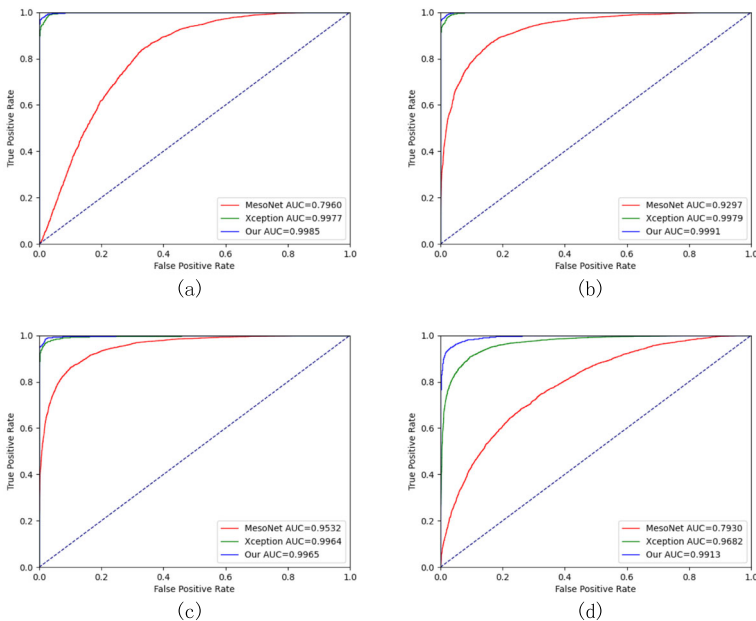 1.0
0.8
0.6
0.4
0.2
0.0
True Positive Rate
MesoNet AUC=0.7960
Xception AUC=0.9977
Our AUC=0.9985
0.0 0.2 0.4 0.6 0.8 1.0
False Positive Rate
(a)
1.0
0.8
0.6
0.4
0.2
0.0
True Positive Rate
MesoNet AUC=0.9297
Xception AUC=0.9979
Our AUC=0.9991
0.0 0.2 0.4 0.6 0.8 1.0
False Positive Rate
(b)
1.0
0.8
0.6
0.4
0.2
0.0
True Positive Rate
MesoNet AUC=0.9532
Xception AUC=0.9964
Our AUC=0.9965
0.0 0.2 0.4 0.6 0.8 1.0
False Positive Rate
(c)
1.0
0.8
0.6
0.4
0.2
0.0
True Positive Rate
MesoNet AUC=0.7930
Xception AUC=0.9682
Our AUC=0.9913
0.0 0.2 0.4 0.6 0.8 1.0
False Positive Rate
(d)